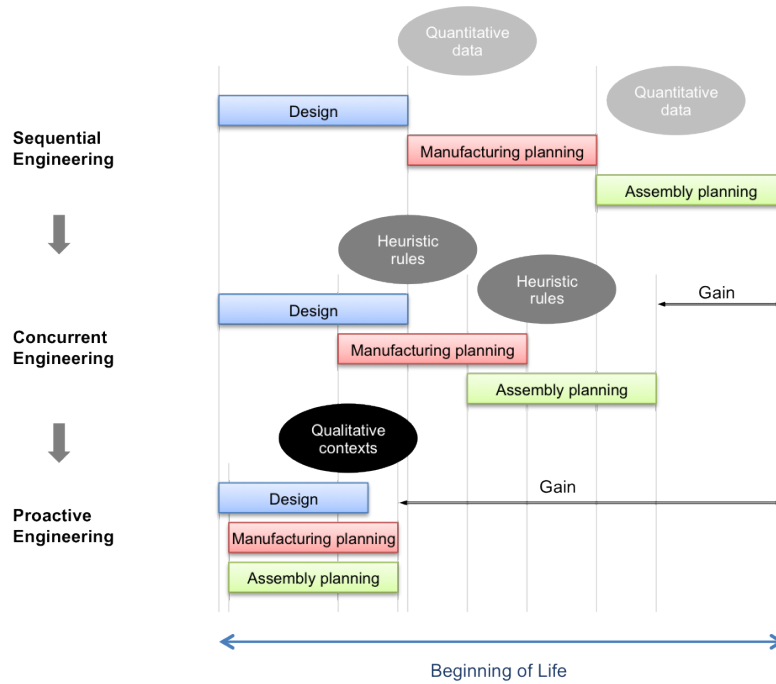 Quantitative
data
Quantitative
data
Design
Sequential
Engineering
Manufacturing planning
Assembly planning
Heuristic
rules
Heuristic
rules
Gain
Design
Concurrent
Engineering
Manufacturing planning
Assembly planning
Qualitative
contexts
Gain
Design
Proactive
Engineering
Manufacturing planning
Assembly planning
Beginning of Life